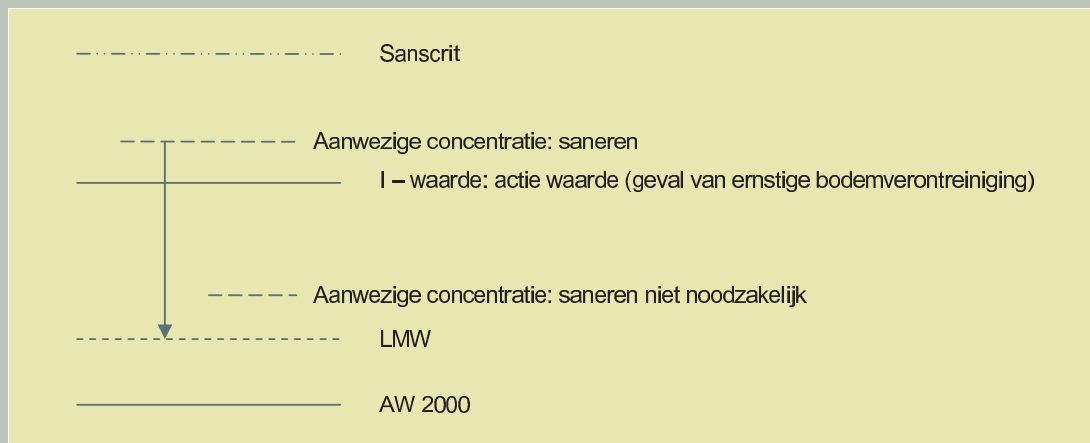 Sanscrit
Aanwezige concentratie: saneren
I – waarde: actie waarde (geval van ernstige bodemverontreiniging)
Aanwezige concentratie: saneren niet noodzakelijk
LMW
AW 2000